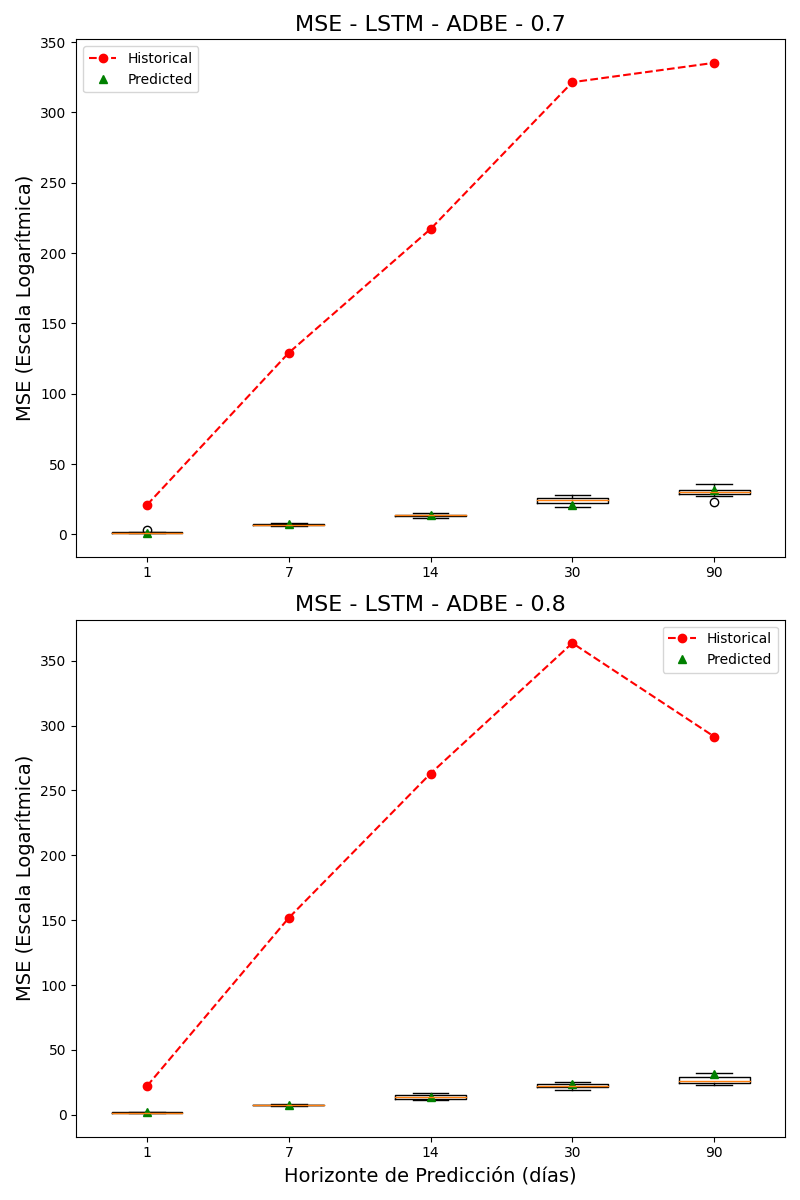 MSE - LSTM - ADBE - 0.7
MSE (Escala Logarítmica)
350
300
250
200
150
100
50
0
Historical
Predicted
1 7 14 30 90
MSE - LSTM - ADBE - 0.8
MSE (Escala Logarítmica)
350
300
250
200
150
100
50
0
Historical
Predicted
1 7 14 30 90
Horizonte de Predicción (días)